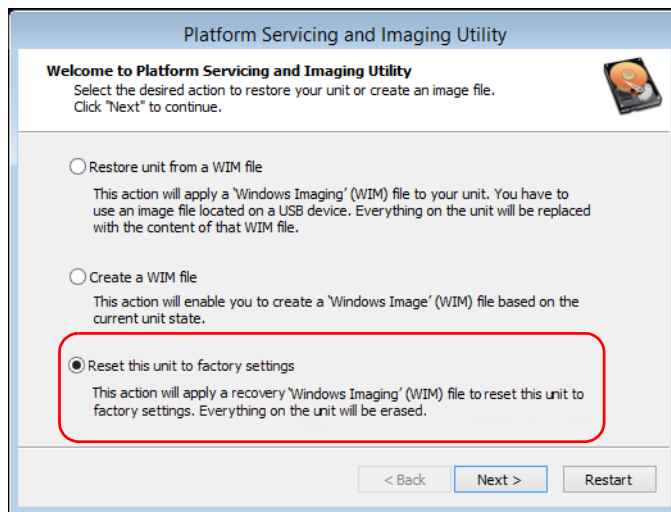 Platform Servicing and Imaging Utility
Welcome to Platform Servicing and Imaging Utility
Select the desired action to restore your unit or create an image file.
Click "Next" to continue.
Restore unit from a WIM file
This action will apply a 'Windows Imaging' (WIM) file to your unit. You have to
use an image file located on a USB device. Everything on the unit will be replaced
with the content of that WIM file.
Create a WIM file
This action will enable you to create a 'Windows Image' (WIM) file based on the
current unit state.
Reset this unit to factory settings
This action will apply a recovery 'Windows Imaging' (WIM) file to reset this unit to
factory settings. Everything on the unit will be erased.
< Back Next > Restart